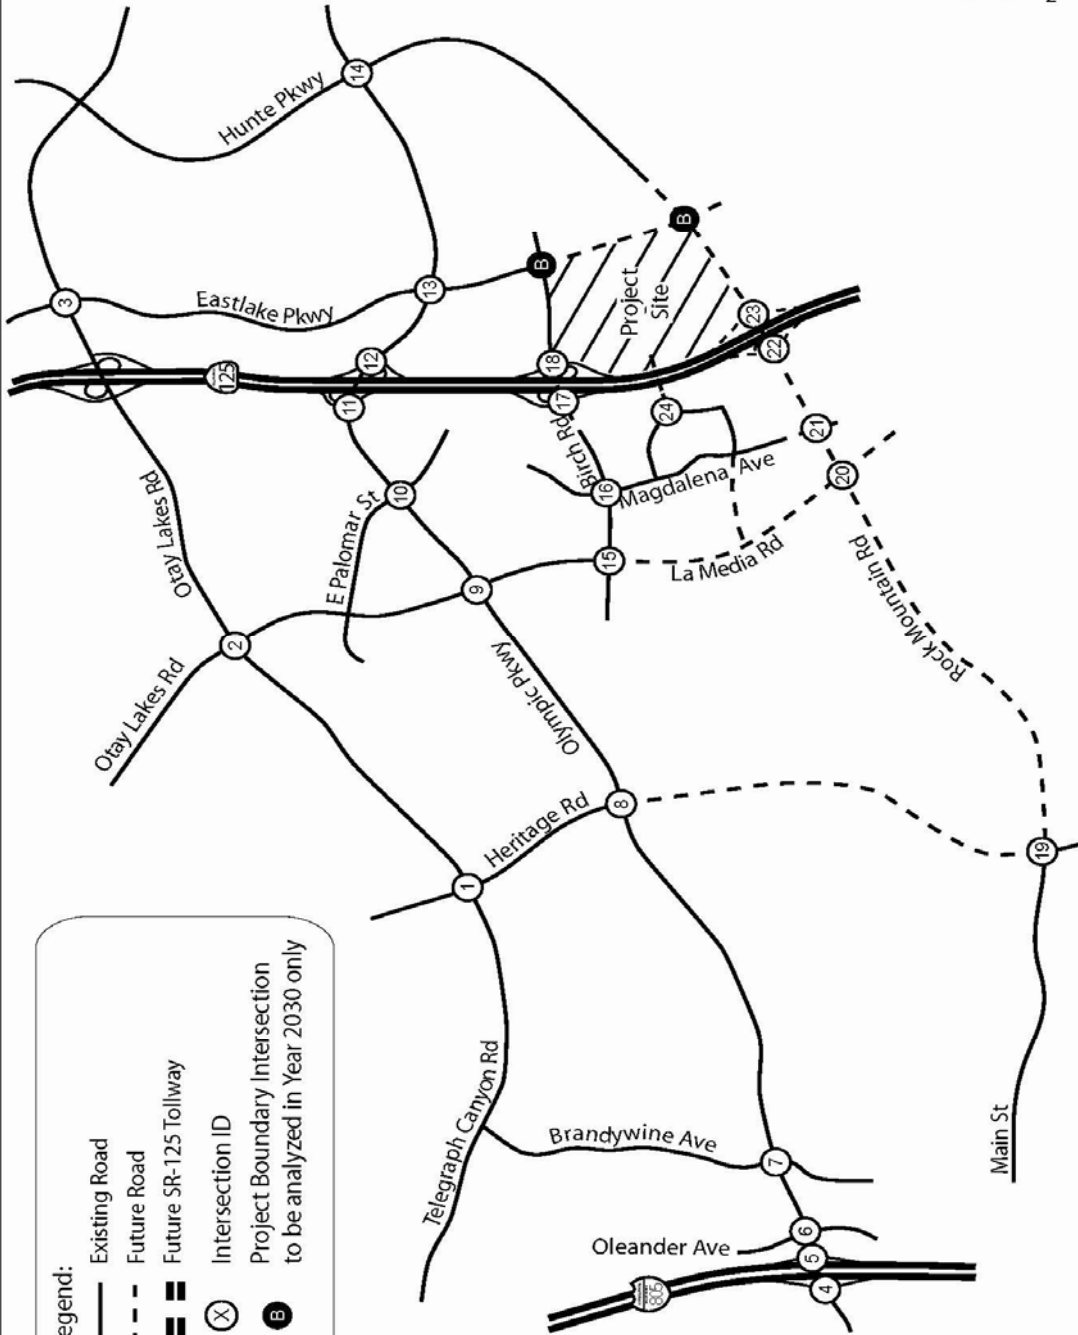 egend:
Existing Road
Future Road
Future SR-125 Tollway
X Intersection ID
B Project Boundary Intersection
to be analyzed in Year 2030 only
2
Telegraph Canyon Rd
Otay Lakes Rd
Otay Lakes Rd
Hunte Pkwy
Eastlake Pkwy
E Palomar St
Heritage Rd
Olympic Pkwy
Brandywine Ave
Oleander Ave
Birch Rd
Magdalena Ave
La Media Rd
Rock Mountain Rd
Main St
Project
Site
125
805
1
2
3
4
5
6
7
8
9
10
11
12
13
14
15
16
17
18
19
20
21
22
23
24
B
B